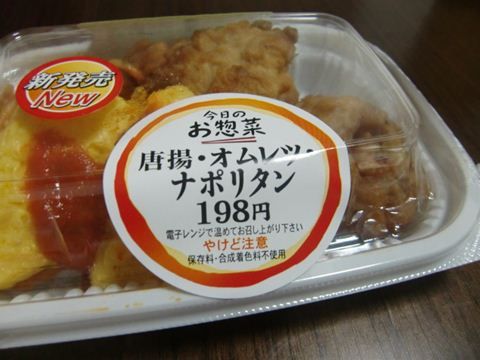 新発売
New
今日の
お惣菜
唐揚・オムレツ・
ナポリタン
198円
電子レンジで温めてお召し上がり下さい
やけど注意
保存料・合成着色料不使用